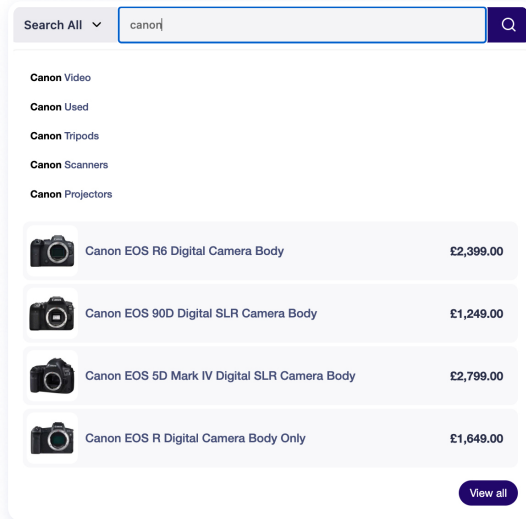 Search All canon
Canon Video
Canon Used
Canon Tripods
Canon Scanners
Canon Projectors
Canon EOS R6 Digital Camera Body £2,399.00
Canon EOS 90D Digital SLR Camera Body £1,249.00
Canon EOS 5D Mark IV Digital SLR Camera Body £2,799.00
Canon EOS R Digital Camera Body Only £1,649.00
View all